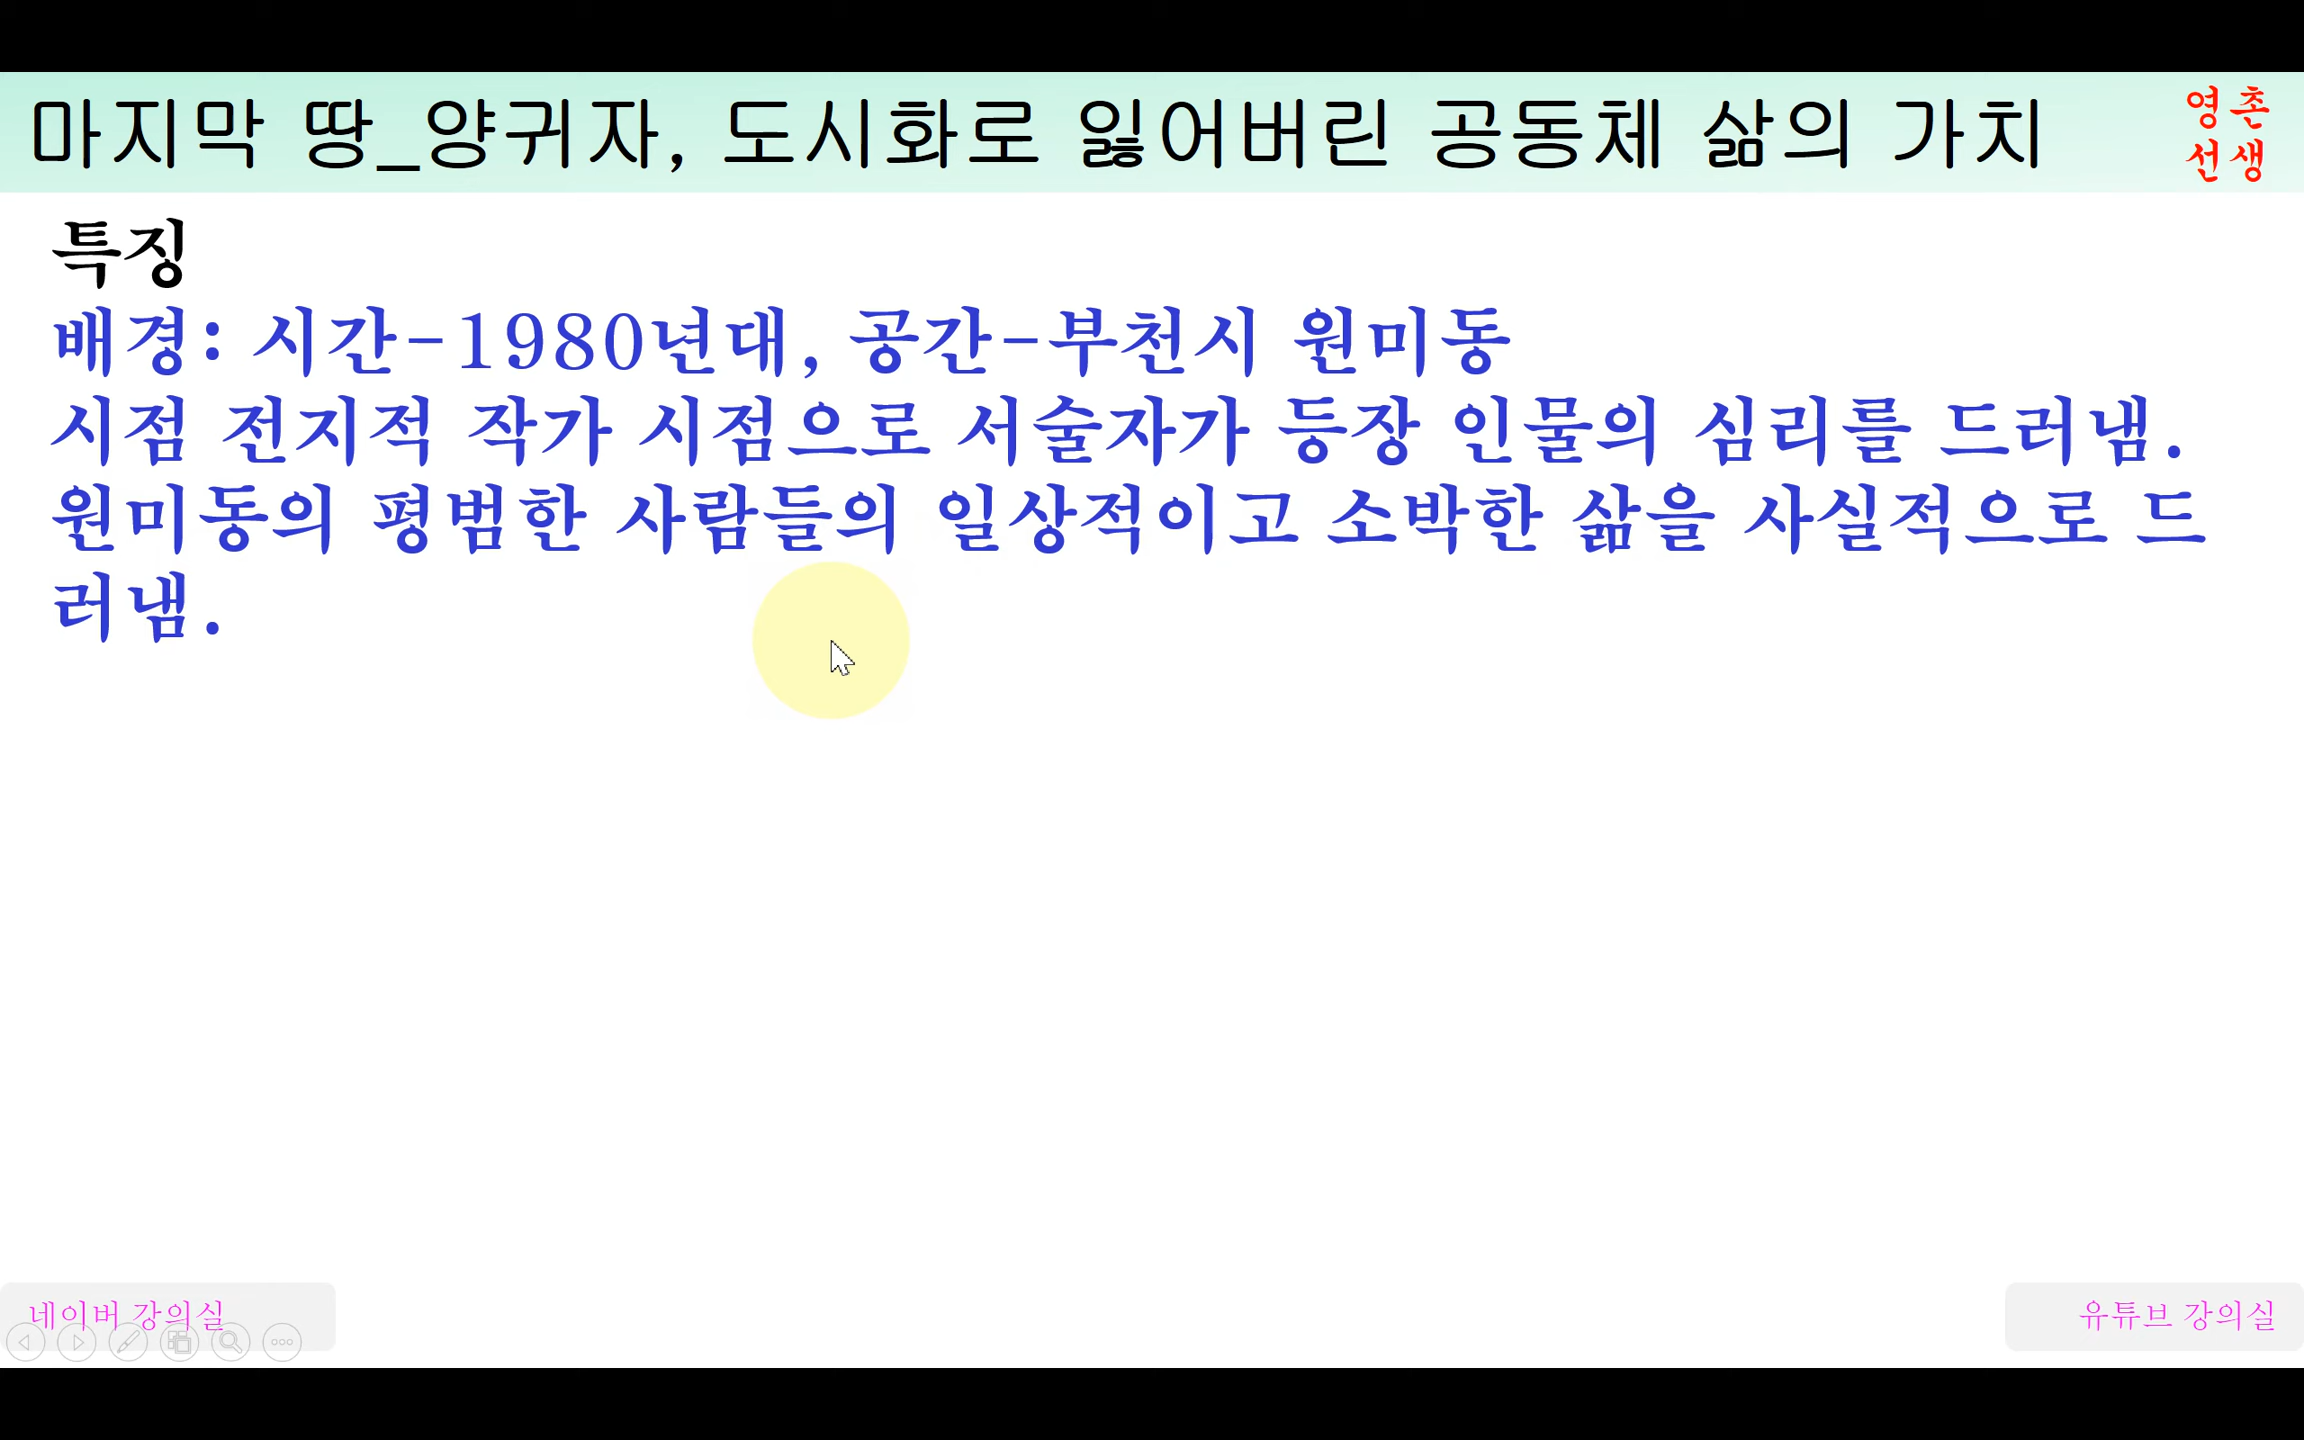 마지막 땅_양귀자, 도시화로 잃어버린 공동체 삶의 가치
영촌
선생
특징
배경: 시간-1980년대, 공간-부천시 원미동
시점 전지적 작가 시점으로 서술자가 등장 인물의 심리를 드러냄.
원미동의 평범한 사람들의 일상적이고 소박한 삶을 사실적으로 드
러냄.
네이버 강의실
유튜브 강의실